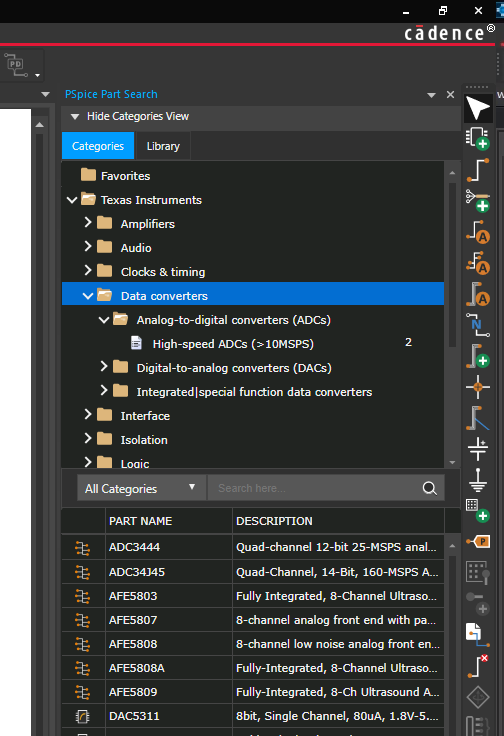 cādence®
PD
PSpice Part Search
Hide Categories View
Categories Library
Favorites
Texas Instruments
Amplifiers
Audio
Clocks & timing
Data converters
Analog-to-digital converters (ADCs)
High-speed ADCs (>10MSPS) 2
Digital-to-analog converters (DACs)
Integrated|special function data converters
Interface
Isolation
Logic
All Categories Search here...
PART NAME DESCRIPTION
ADC3444 Quad-channel 12-bit 25-MSPS anal...
ADC34J45 Quad-Channel, 14-Bit, 160-MSPS A...
AFE5803 Fully Integrated, 8-Channel Ultraso...
AFE5807 8-channel analog front end with pa...
AFE5808 8-channel low noise analog front en...
AFE5808A Fully-Integrated, 8-Channel Ultraso...
AFE5809 Fully-Integrated, 8-Ch Ultrasound A...
DAC5311 8bit, Single Channel, 80uA, 1.8V-5...
A
A
A
N
P